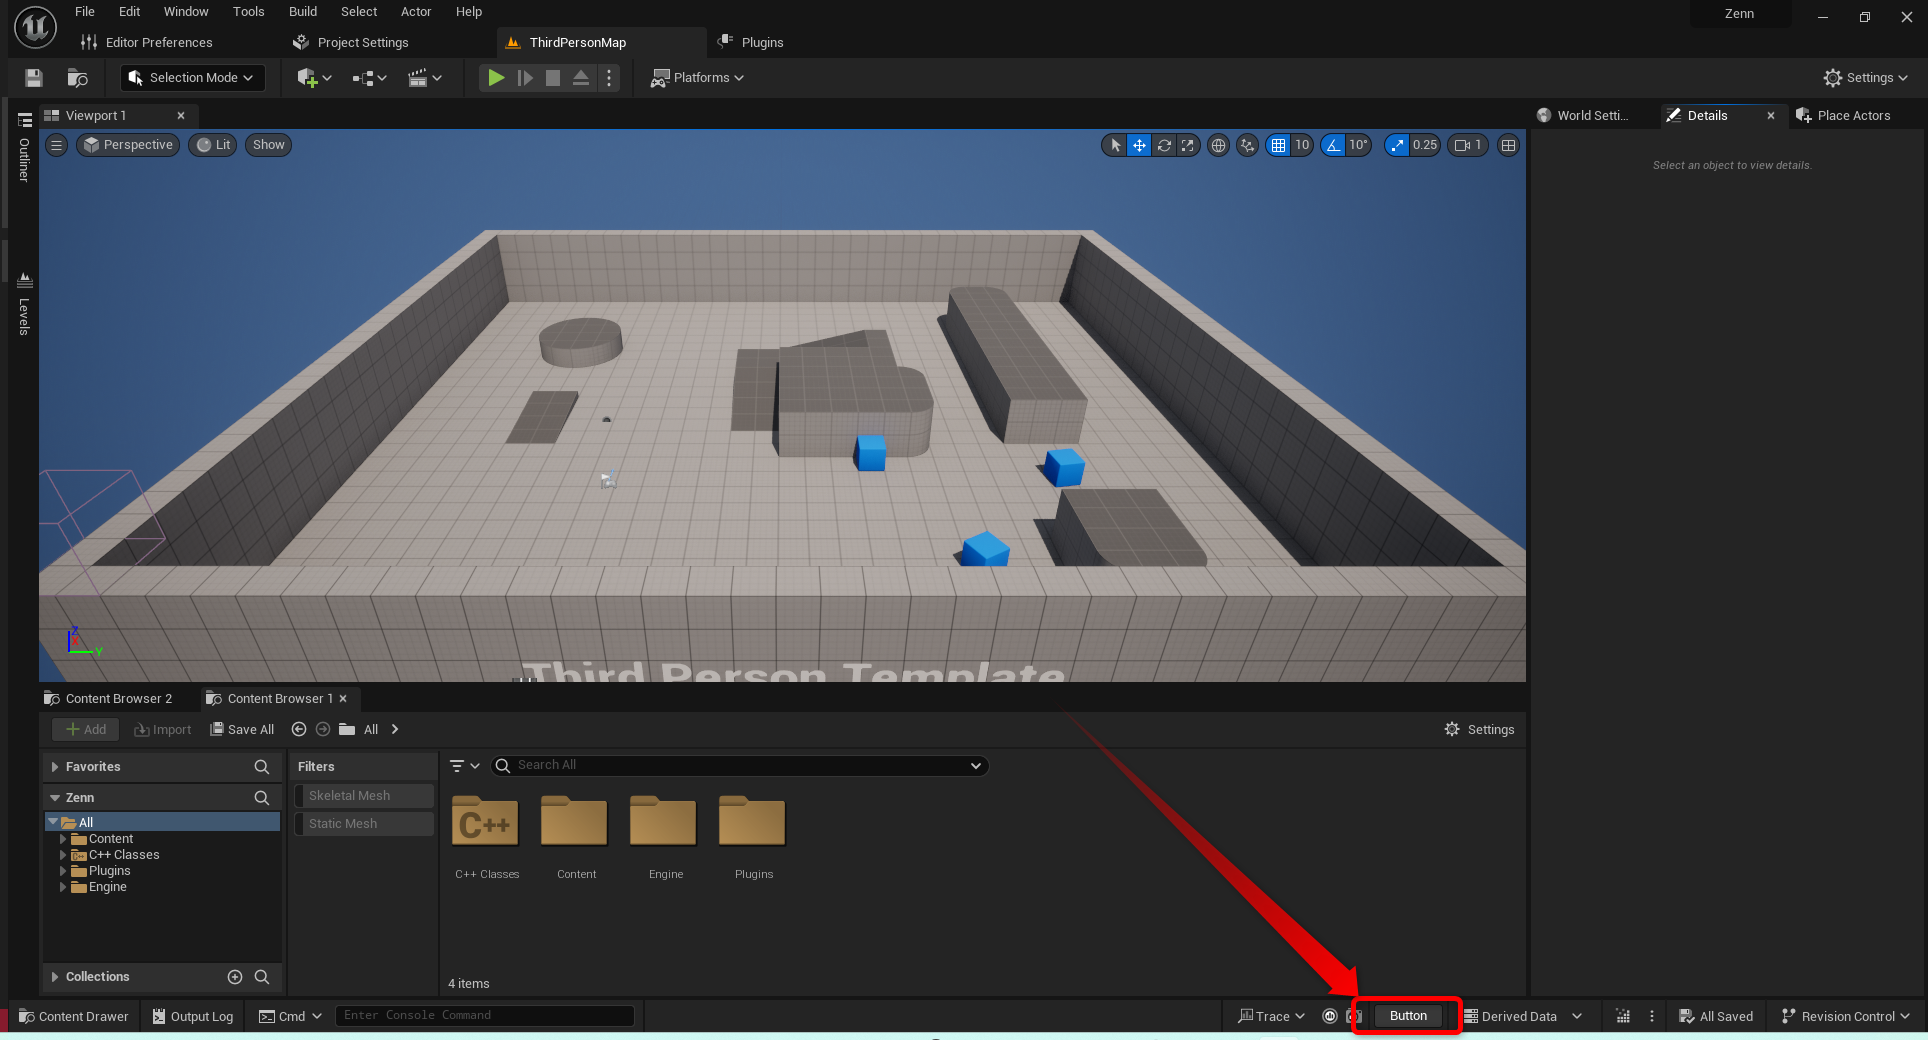 File Edit Window Tools Build Select Actor Help
Zenn
Editor Preferences Project Settings ThirdPersonMap Plugins
Selection Mode Platforms Settings
Viewport 1
World Setti... Details Place Actors
Perspective Lit Show
10 10° 0.25 1
Select an object to view details.
Outliner
Levels
Z
X
Y
Third Person Template
Content Browser 2 Content Browser 1
Add Import Save All All Settings
Favorites
Filters
Search All
Zenn
Skeletal Mesh
All
Static Mesh
Content
C++ Classes
Plugins
Engine
C++
C++ Classes Content Engine Plugins
Collections
4 items
Content Drawer Output Log Cmd Enter Console Command Trace Button Derived Data All Saved Revision Control